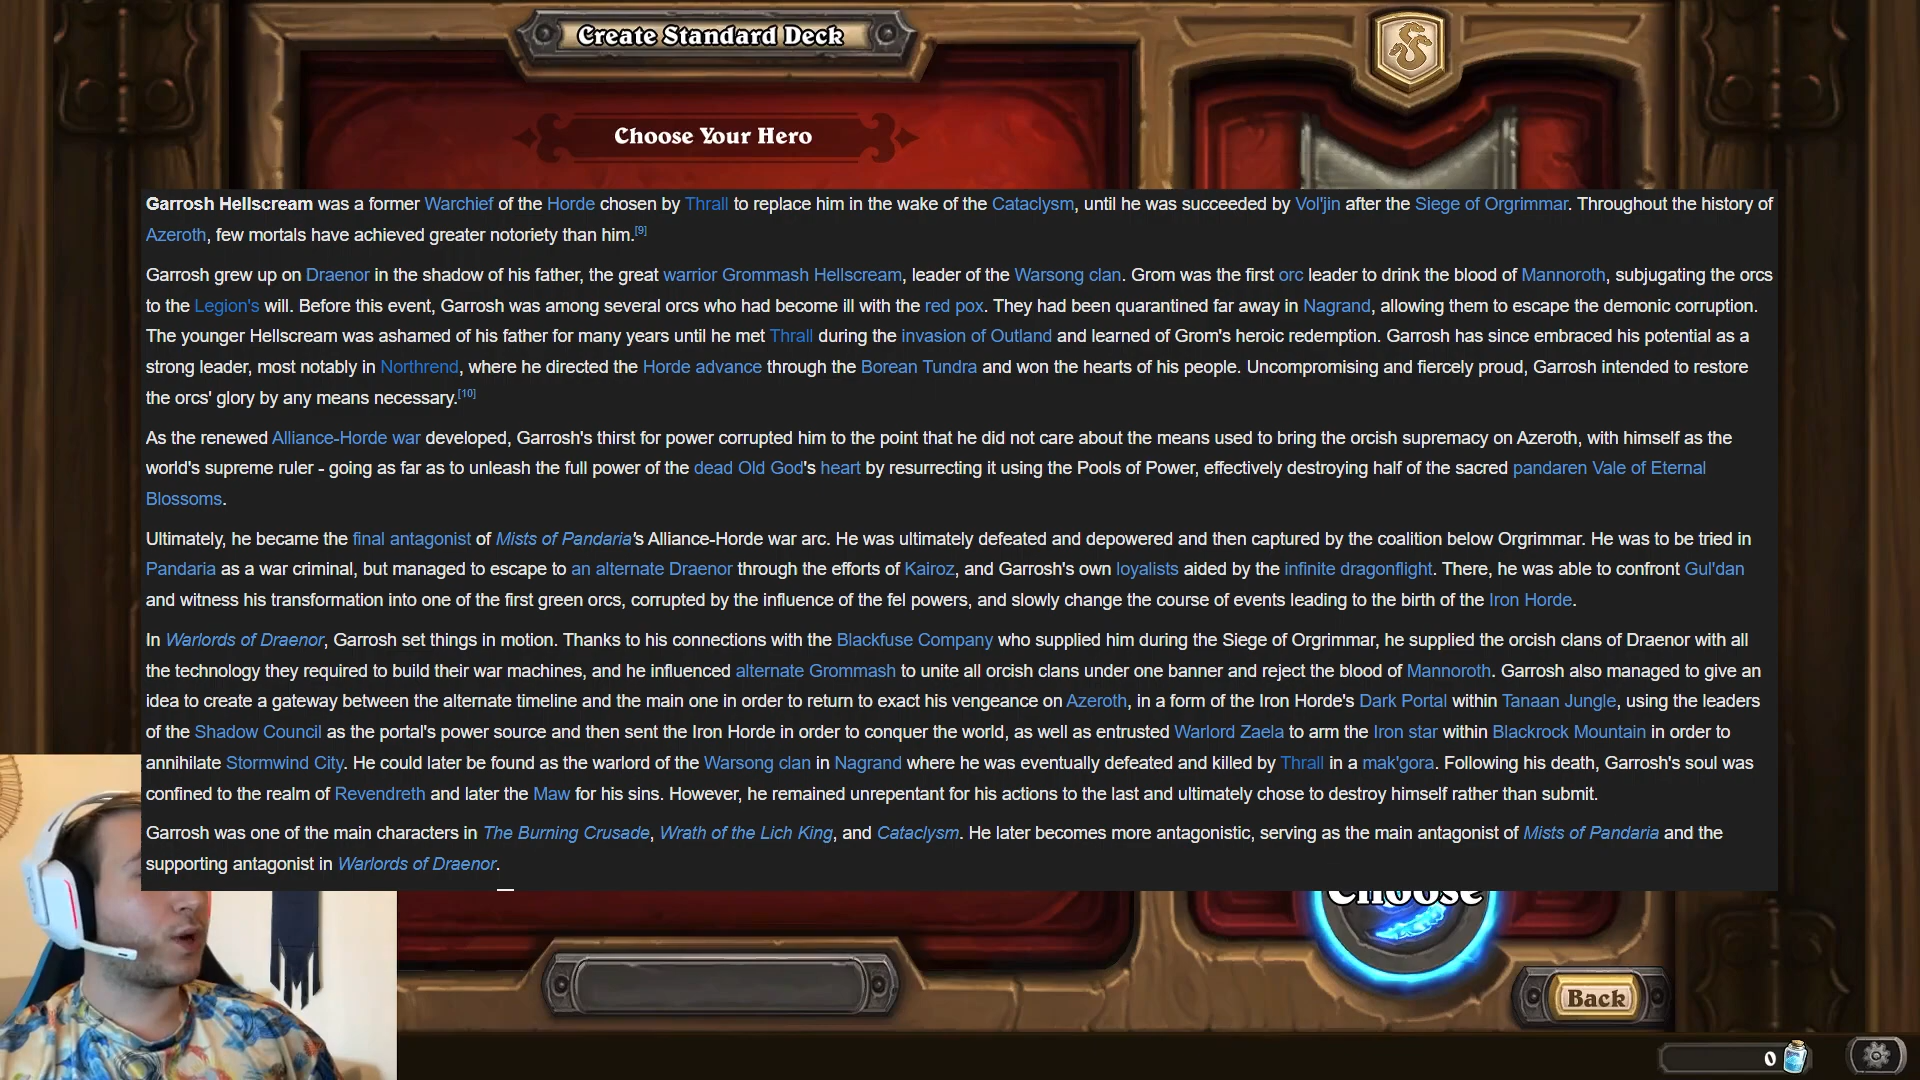 Create Standard Deck
Choose Your Hero
Garrosh Hellscream was a former Warchief of the Horde chosen by Thrall to replace him in the wake of the Cataclysm, until he was succeeded by Vol'jin after the Siege of Orgrimmar. Throughout the history of
Azeroth, few mortals have achieved greater notoriety than him.[9]
Garrosh grew up on Draenor in the shadow of his father, the great warrior Grommash Hellscream, leader of the Warsong clan. Grom was the first orc leader to drink the blood of Mannoroth, subjugating the orcs
to the Legion's will. Before this event, Garrosh was among several orcs who had become ill with the red pox. They had been quarantined far away in Nagrand, allowing them to escape the demonic corruption.
The younger Hellscream was ashamed of his father for many years until he met Thrall during the invasion of Outland and learned of Grom's heroic redemption. Garrosh has since embraced his potential as a
strong leader, most notably in Northrend, where he directed the Horde advance through the Borean Tundra and won the hearts of his people. Uncompromising and fiercely proud, Garrosh intended to restore
the orcs' glory by any means necessary.[10]
As the renewed Alliance-Horde war developed, Garrosh's thirst for power corrupted him to the point that he did not care about the means used to bring the orcish supremacy on Azeroth, with himself as the
world's supreme ruler - going as far as to unleash the full power of the dead Old God's heart by resurrecting it using the Pools of Power, effectively destroying half of the sacred pandaren Vale of Eternal
Blossoms.
Ultimately, he became the final antagonist of Mists of Pandaria's Alliance-Horde war arc. He was ultimately defeated and depowered and then captured by the coalition below Orgrimmar. He was to be tried in
Pandaria as a war criminal, but managed to escape to an alternate Draenor through the efforts of Kairoz, and Garrosh's own loyalists aided by the infinite dragonflight. There, he was able to confront Gul'dan
and witness his transformation into one of the first green orcs, corrupted by the influence of the fel powers, and slowly change the course of events leading to the birth of the Iron Horde.
In Warlords of Draenor, Garrosh set things in motion. Thanks to his connections with the Blackfuse Company who supplied him during the Siege of Orgrimmar, he supplied the orcish clans of Draenor with all
the technology they required to build their war machines, and he influenced alternate Grommash to unite all orcish clans under one banner and reject the blood of Mannoroth. Garrosh also managed to give an
idea to create a gateway between the alternate timeline and the main one in order to return to exact his vengeance on Azeroth, in a form of the Iron Horde's Dark Portal within Tanaan Jungle, using the leaders
of the Shadow Council as the portal's power source and then sent the Iron Horde in order to conquer the world, as well as entrusted Warlord Zaela to arm the Iron star within Blackrock Mountain in order to
annihilate Stormwind City. He could later be found as the warlord of the Warsong clan in Nagrand where he was eventually defeated and killed by Thrall in a mak'gora. Following his death, Garrosh's soul was
confined to the realm of Revendreth and later the Maw for his sins. However, he remained unrepentant for his actions to the last and ultimately chose to destroy himself rather than submit.
Garrosh was one of the main characters in The Burning Crusade, Wrath of the Lich King, and Cataclysm. He later becomes more antagonistic, serving as the main antagonist of Mists of Pandaria and the
supporting antagonist in Warlords of Draenor.
Choose
Back
0